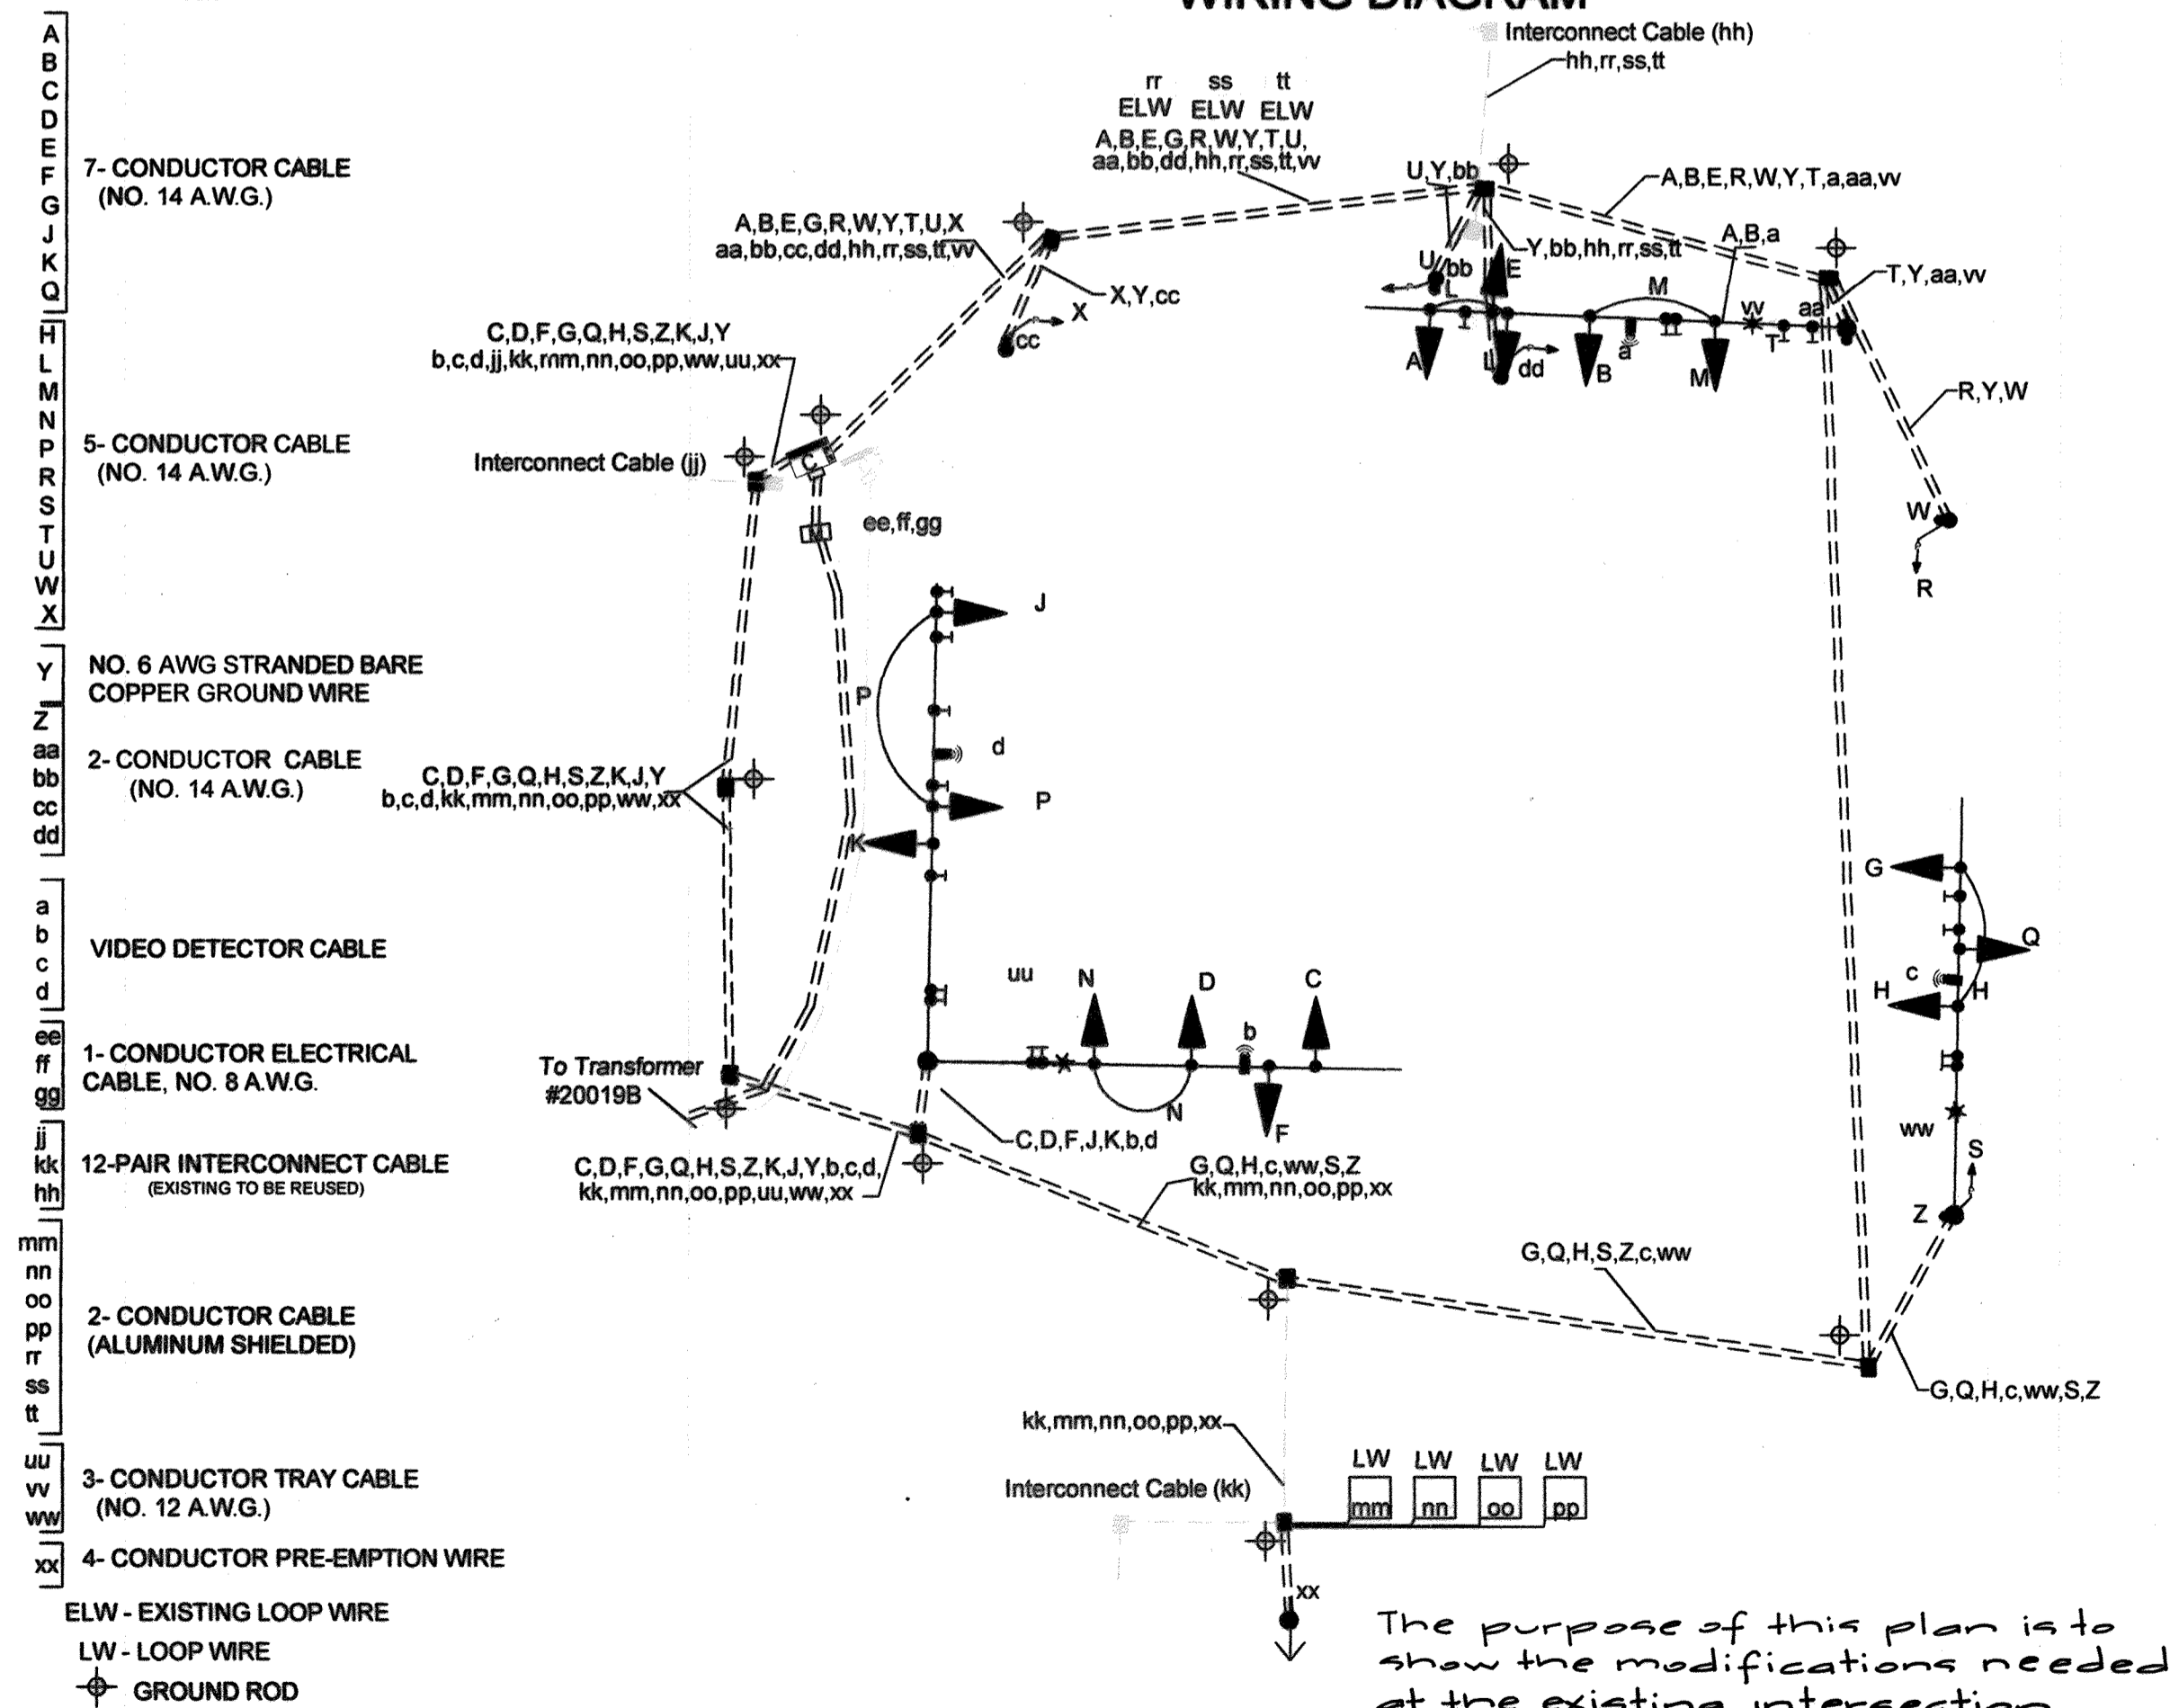 WIRING DIAGRAM
Interconnect Cable (hh)
hh,rr,ss,tt
rr ss tt
ELW ELW ELW
A,B,E,G,R,W,Y,T,U,
aa,bb,dd,hh,rr,ss,tt,vv
U,Y,bb
A,B,E,R,W,Y,T,a,aa,vv
A,B,E,G,R,W,Y,T,U,X
aa,bb,cc,dd,hh,rr,ss,tt,vv
Y,bb,hh,rr,ss,tt
A,B,a
T,Y,aa,vv
X,Y,cc
X
cc
U
bb
L
E
M
vv
aa
T
A
L
dd
B
a
M
R,Y,W
W
R
C,D,F,G,Q,H,S,Z,K,J,Y
b,c,d,jj,kk,mm,nn,oo,pp,ww,uu,xx
Interconnect Cable (jj)
C
ee,ff,gg
J
P
d
P
K
C,D,F,G,Q,H,S,Z,K,J,Y
b,c,d,kk,mm,nn,oo,pp,ww,xx
G
Q
c
H
H
ww
S
Z
uu
N
D
C
b
N
F
To Transformer
#20019B
C,D,F,J,K,b,d
C,D,F,G,Q,H,S,Z,K,J,Y,b,c,d,
kk,mm,nn,oo,pp,uu,ww,xx
G,Q,H,c,ww,S,Z
kk,mm,nn,oo,pp,xx
G,Q,H,S,Z,c,ww
G,Q,H,c,ww,S,Z
kk,mm,nn,oo,pp,xx
Interconnect Cable (kk)
LW LW LW LW
mm nn oo pp
xx
A
B
C
D
E
F
G
J
K
Q
7- CONDUCTOR CABLE
(NO. 14 A.W.G.)
H
L
M
N
P
R
S
T
U
W
X
5- CONDUCTOR CABLE
(NO. 14 A.W.G.)
Y
NO. 6 AWG STRANDED BARE
COPPER GROUND WIRE
Z
aa
bb
cc
dd
2- CONDUCTOR CABLE
(NO. 14 A.W.G.)
a
b
c
d
VIDEO DETECTOR CABLE
ee
ff
gg
1- CONDUCTOR ELECTRICAL
CABLE, NO. 8 A.W.G.
jj
kk
hh
12-PAIR INTERCONNECT CABLE
(EXISTING TO BE REUSED)
mm
nn
oo
pp
rr
ss
tt
2- CONDUCTOR CABLE
(ALUMINUM SHIELDED)
uu
vv
ww
3- CONDUCTOR TRAY CABLE
(NO. 12 A.W.G.)
xx
4- CONDUCTOR PRE-EMPTION WIRE
ELW - EXISTING LOOP WIRE
LW - LOOP WIRE
GROUND ROD
The purpose of this plan is to
show the modifications needed
at the existing intersection